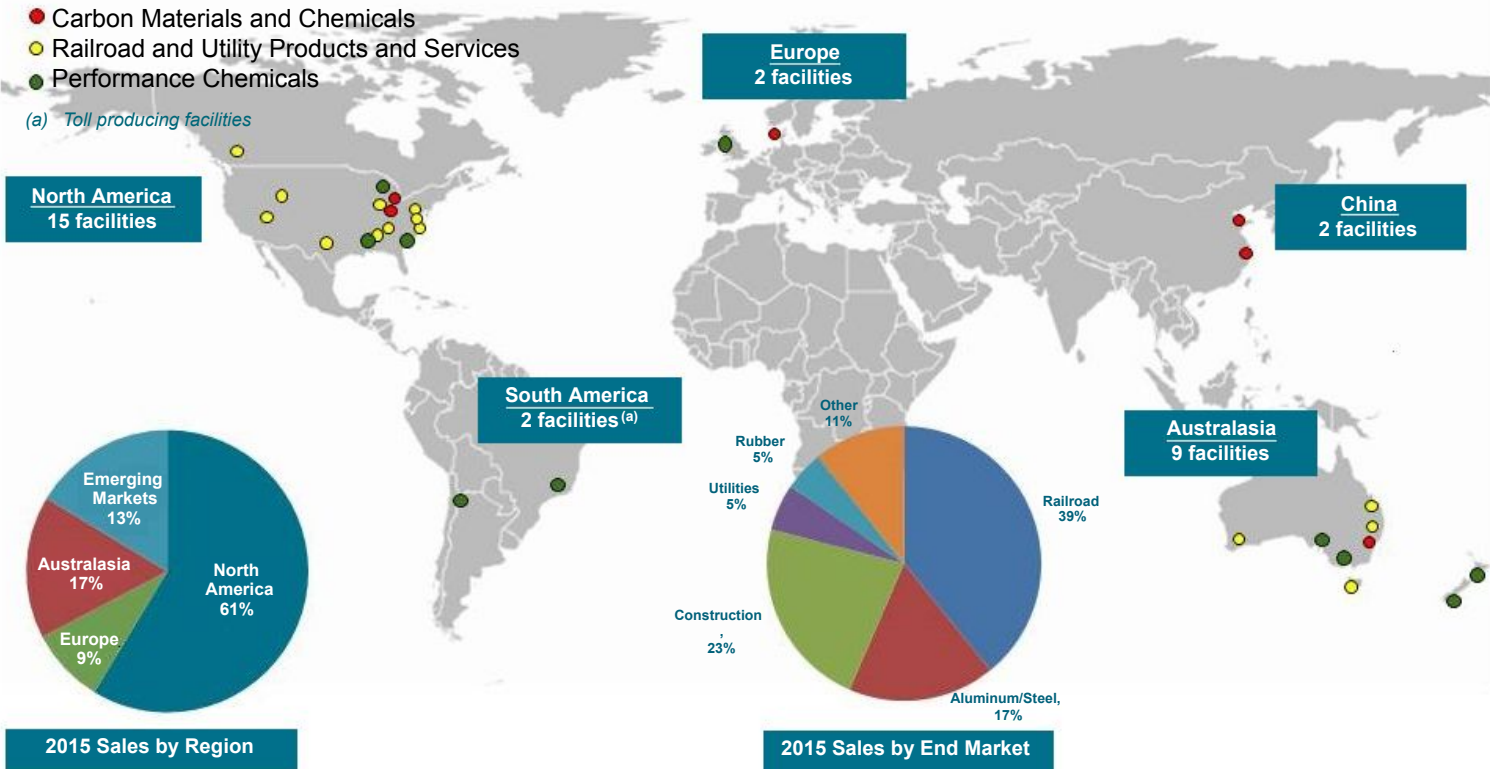 Carbon Materials and Chemicals
Railroad and Utility Products and Services
Performance Chemicals
(a) Toll producing facilities
Europe
2 facilities
North America
15 facilities
China
2 facilities
South America
2 facilities (a)
Australasia
9 facilities
Emerging
Markets
13%
Australasia
17%
Europe
9%
North
America
61%
2015 Sales by Region
Other
11%
Rubber
5%
Utilities
5%
Railroad
39%
Construction
,
23%
Aluminum/Steel,
17%
2015 Sales by End Market